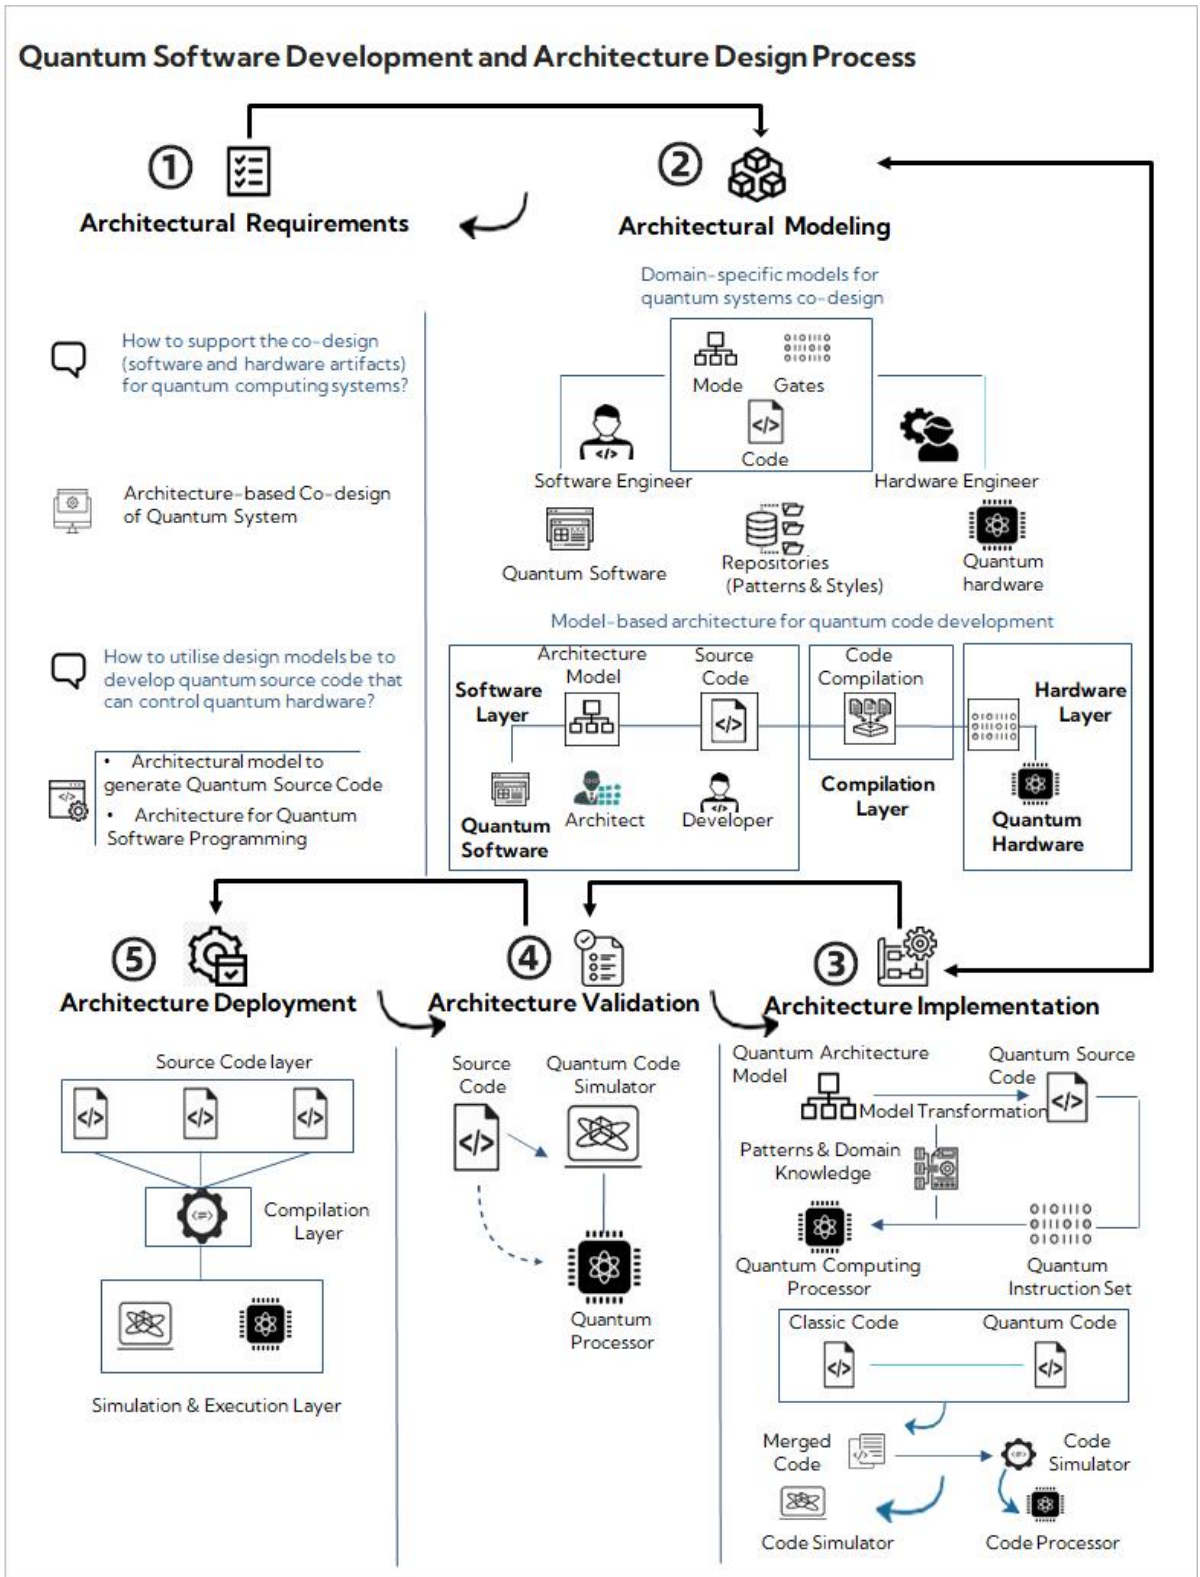 Quantum Software Development and Architecture Design Process
①
Architectural Requirements
②
Architectural Modeling
How to support the co-design
(software and hardware artifacts)
for quantum computing systems?
Architecture-based Co-design
of Quantum System
How to utilise design models be to
develop quantum source code that
can control quantum hardware?
• Architectural model to
generate Quantum Source Code
• Architecture for Quantum
Software Programming
Domain-specific models for
quantum systems co-design
Mode
Gates
Code
Software Engineer
Hardware Engineer
Quantum Software
Repositories
(Patterns & Styles)
Quantum
hardware
Model-based architecture for quantum code development
Software
Layer
Architecture
Model
Source
Code
Code
Compilation
Hardware
Layer
Quantum
Software
Architect
Developer
Compilation
Layer
Quantum
Hardware
⑤
Architecture Deployment
④
Architecture Validation
③
Architecture Implementation
Source Code layer
Compilation
Layer
Simulation & Execution Layer
Source
Code
Quantum Code
Simulator
Quantum
Processor
Quantum Architecture
Model
Quantum Source
Code
Model Transformation
Patterns & Domain
Knowledge
010110
011010
010110
Quantum Computing
Processor
Quantum
Instruction Set
Classic Code
Quantum Code
Merged
Code
Code
Simulator
Code Simulator
Code Processor